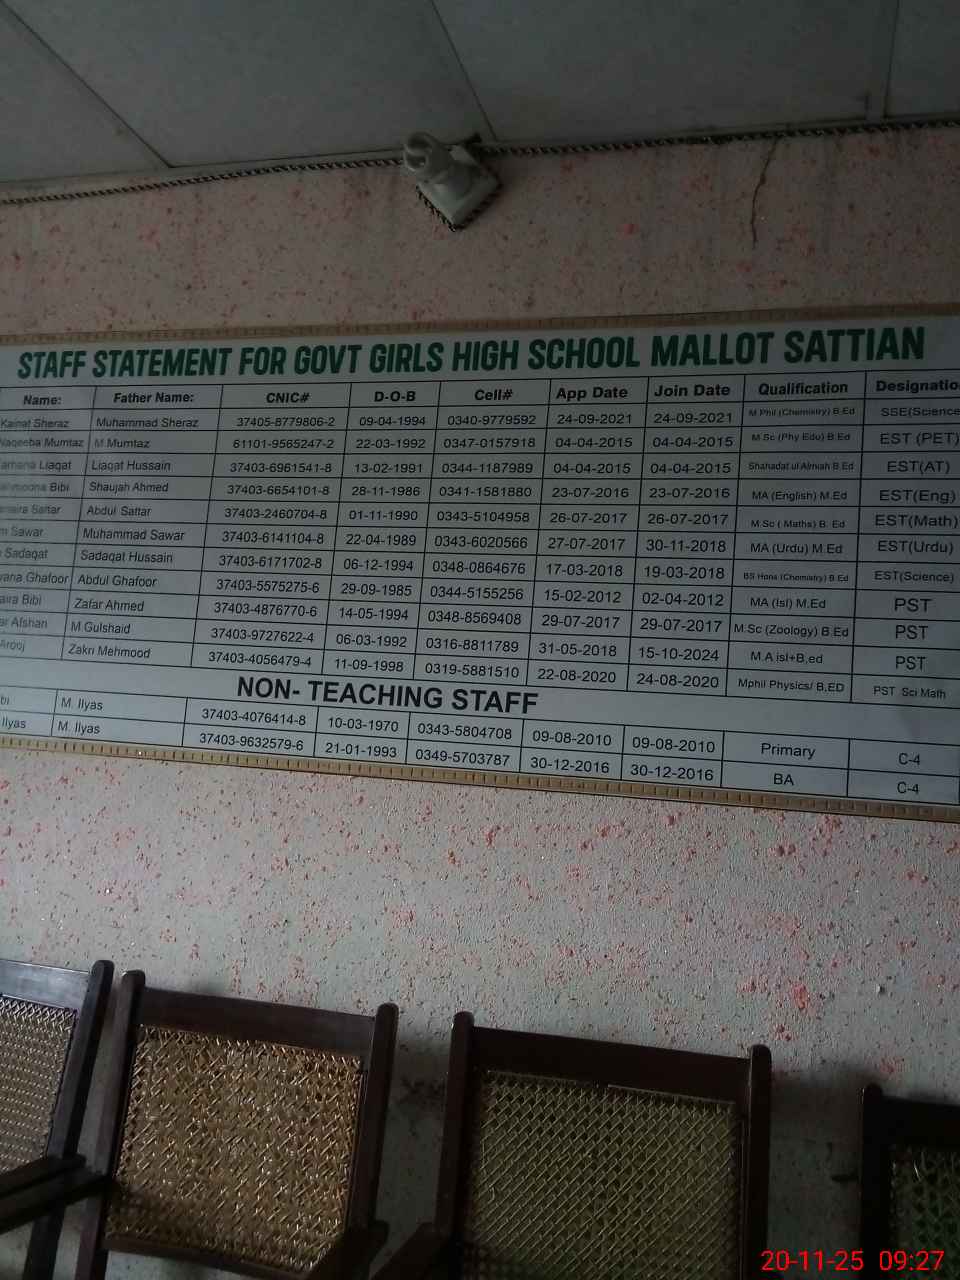 STAFF STATEMENT FOR GOVT GIRLS HIGH SCHOOL MALLOT SATTIAN
Name: Father Name: CNIC# D-O-B Cell# App Date Join Date Qualification Designatio
Kainat Sheraz Muhammad Sheraz 37405-8779806-2 09-04-1994 0340-9779592 24-09-2021 24-09-2021 M Phil (Chemistry) B.Ed SSE(Science
Naqeeba Mumtaz M.Mumtaz 61101-9565247-2 22-03-1992 0347-0157918 04-04-2015 04-04-2015 M.Sc (Phy Edu) B.Ed EST (PET)
Liaqat Liaqat Hussain 37403-6961541-8 13-02-1991 0344-1187989 04-04-2015 04-04-2015 Shahadat ul Almiah B.Ed EST(AT)
Bibi Shaujah Ahmed 37403-6654101-8 28-11-1986 0341-1581880 23-07-2016 23-07-2016 MA (English) M.Ed EST(Eng)
Sattar Abdul Sattar 37403-2460704-8 01-11-1990 0343-5104958 26-07-2017 26-07-2017 M.Sc ( Maths) B. Ed EST(Math)
m Sawar Muhammad Sawar 37403-6141104-8 22-04-1989 0343-6020566 27-07-2017 30-11-2018 MA (Urdu) M.Ed EST(Urdu)
Sadaqat Sadaqat Hussain 37403-6171702-8 06-12-1994 0348-0864676 17-03-2018 19-03-2018 BS Hons (Chemistry) B.Ed EST(Science)
vana Ghafoor Abdul Ghafoor 37403-5575275-6 29-09-1985 0344-5155256 15-02-2012 02-04-2012 MA (Isl) M.Ed PST
aira Bibi Zafar Ahmed 37403-4876770-6 14-05-1994 0348-8569408 29-07-2017 29-07-2017 M.Sc (Zoology) B.Ed PST
ar Afshan M.Gulshaid 37403-9727622-4 06-03-1992 0316-8811789 31-05-2018 15-10-2024 M.A isl+B,ed PST
Arooj Zakri Mehmood 37403-4056479-4 11-09-1998 0319-5881510 22-08-2020 24-08-2020 Mphil Physics/ B,ED PST Sci Math
NON- TEACHING STAFF
bi M. Ilyas 37403-4076414-8 10-03-1970 0343-5804708 09-08-2010 09-08-2010 Primary C-4
Ilyas M. Ilyas 37403-9632579-6 21-01-1993 0349-5703787 30-12-2016 30-12-2016 BA C-4
20-11-25 09:27